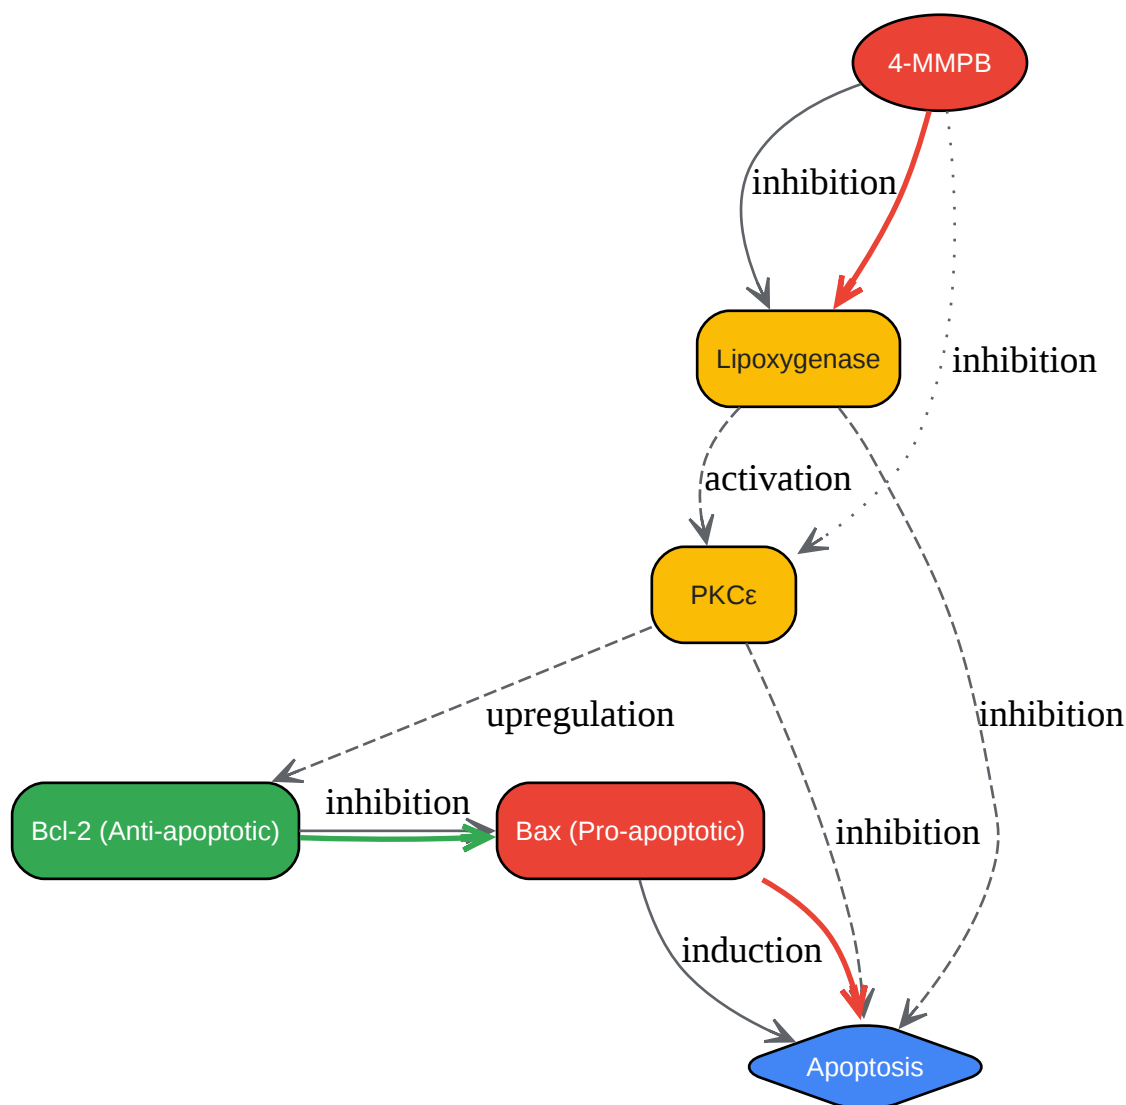 4-MMPB
inhibition
Lipoxygenase
inhibition
activation
PKCε
upregulation
inhibition
inhibition
Bcl-2 (Anti-apoptotic)
Bax (Pro-apoptotic)
inhibition
induction
Apoptosis